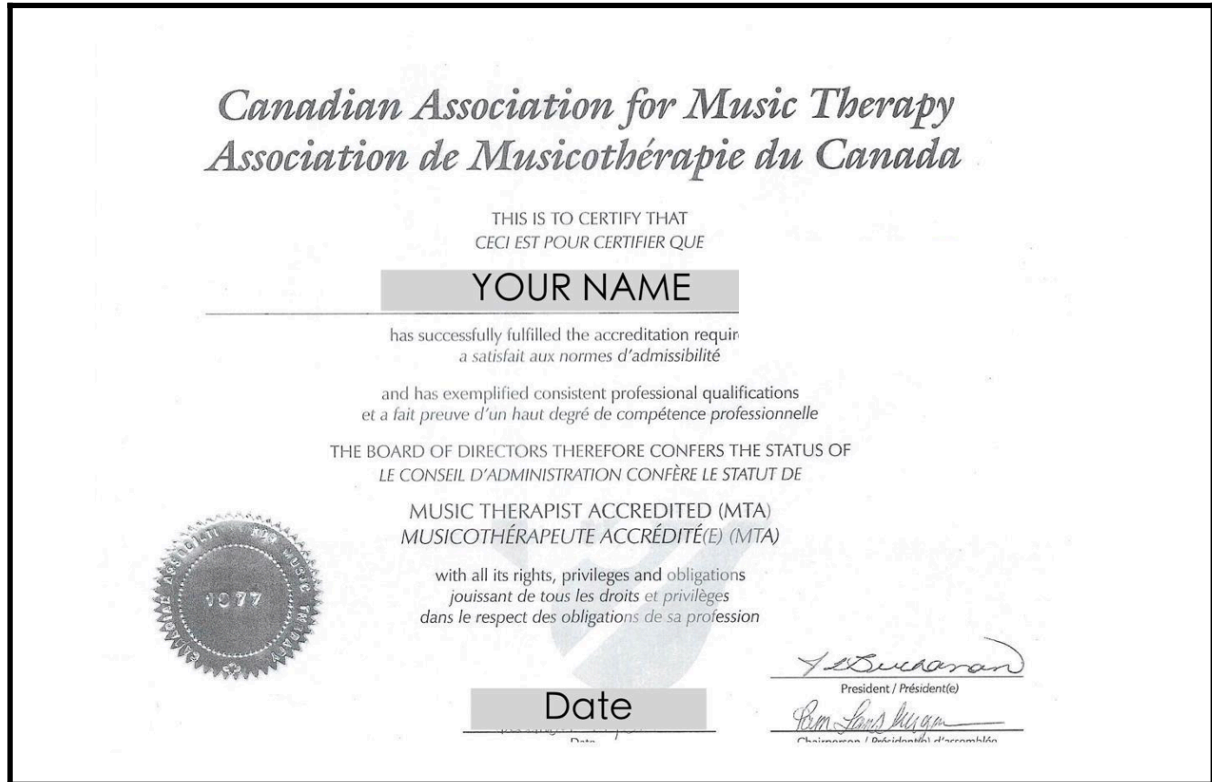 Canadian Association for Music Therapy
Association de Musicothérapie du Canada
THIS IS TO CERTIFY THAT
CECI EST POUR CERTIFIER QUE
YOUR NAME
has successfully fulfilled the accreditation requir
a satisfait aux normes d'admissibilité
and has exemplified consistent professional qualifications
et a fait preuve d'un haut degré de compétence professionnelle
THE BOARD OF DIRECTORS THEREFORE CONFERS THE STATUS OF
LE CONSEIL D'ADMINISTRATION CONFÈRE LE STATUT DE
MUSIC THERAPIST ACCREDITED (MTA)
MUSICOTHÉRAPEUTE ACCRÉDITÉ(E) (MTA)
with all its rights, privileges and obligations
jouissant de tous les droits et privilèges
dans le respect des obligations de sa profession
1977
President / Président(e)
Date
Date
Chairperson / Président(e) d'assemblée